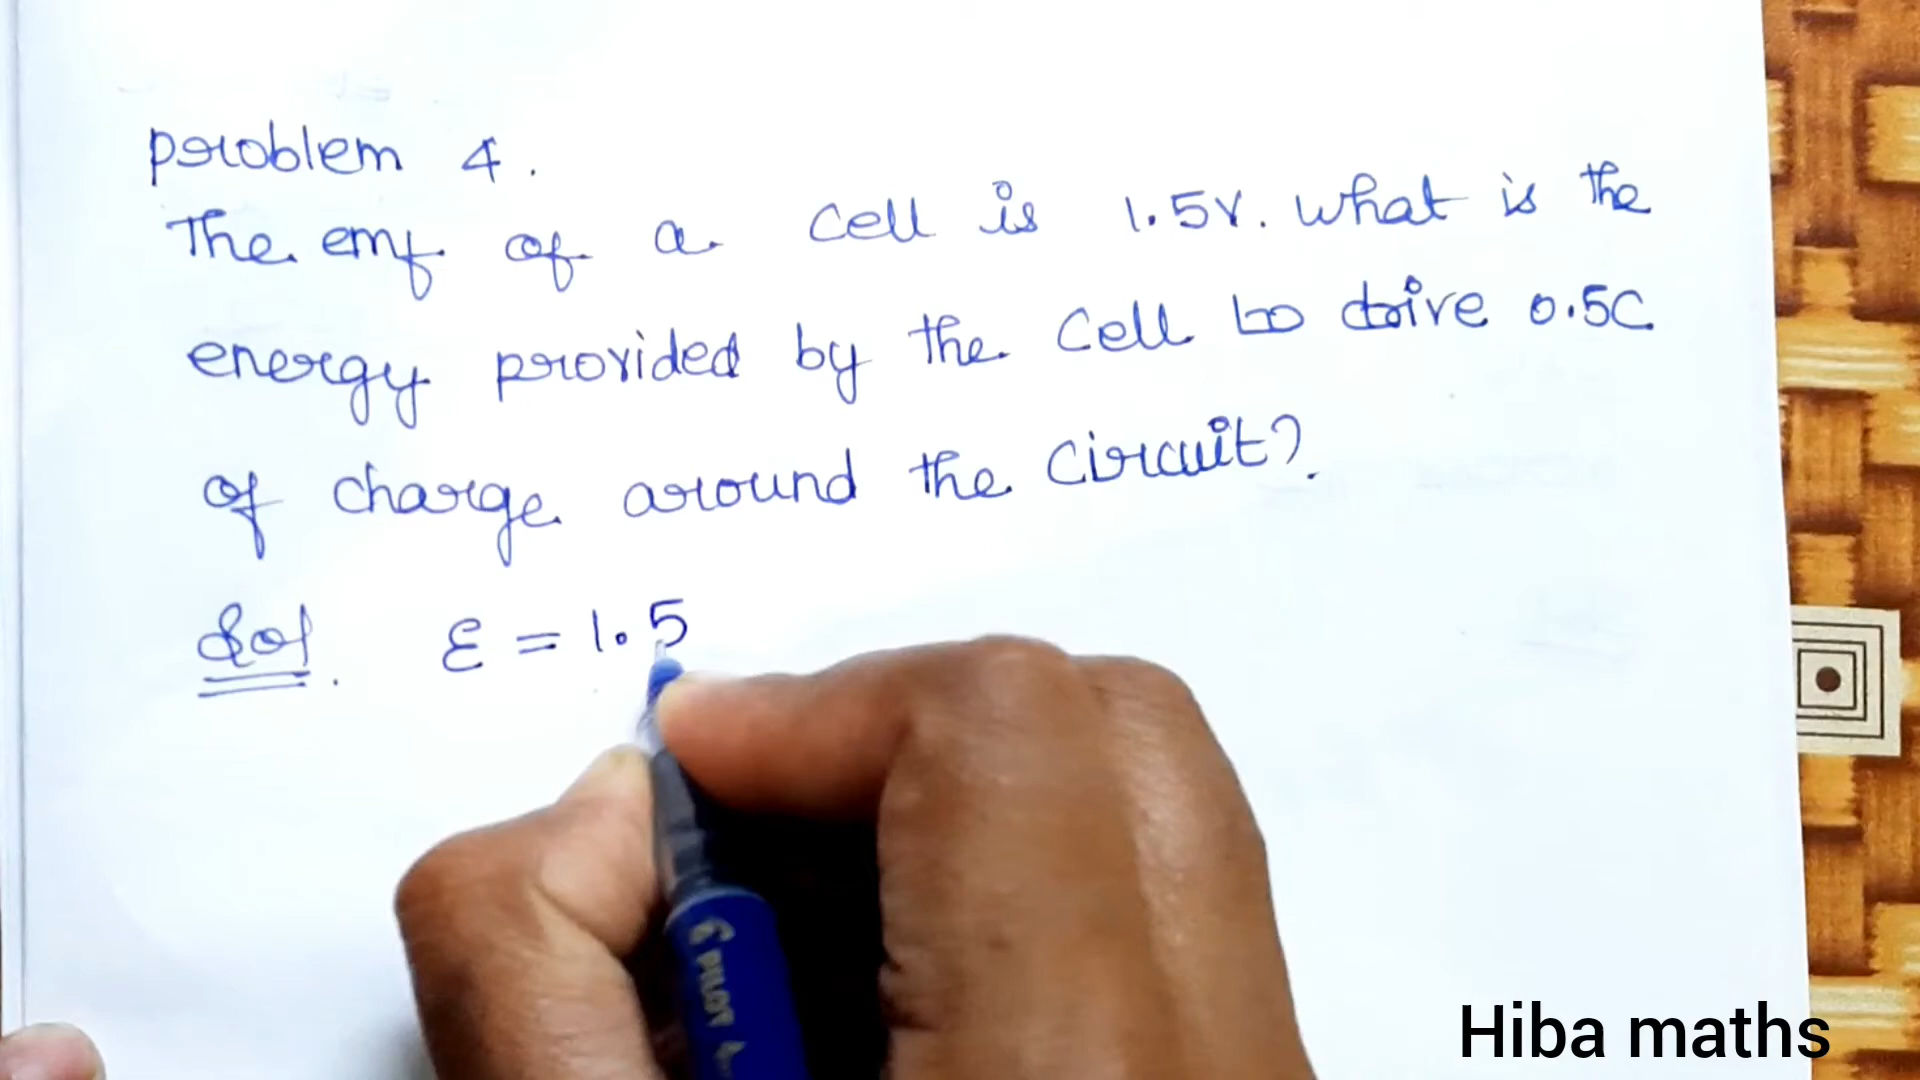 Problem 4.
The emf of a cell is 1.5V. what is the
energy provided by the cell to drive 0.5C
of charge around the circuit?
Sol. ε = 1.5
PILOT
Hiba maths